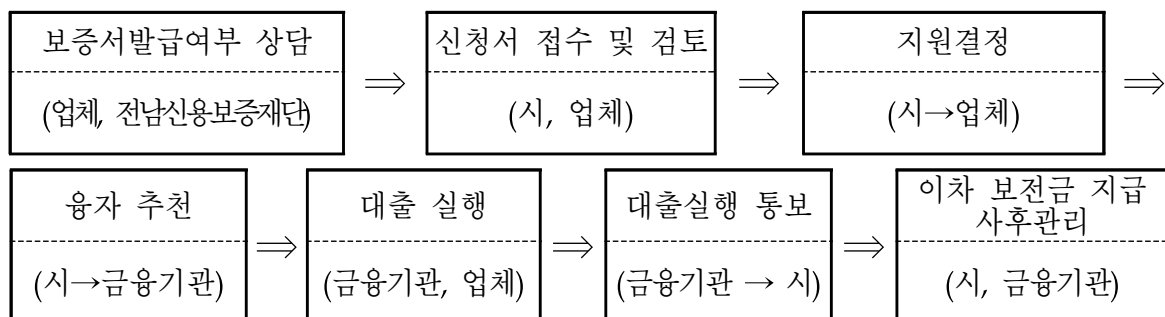 보증서발급여부 상담
(업체, 전남신용보증재단)
⇒
신청서 접수 및 검토
(시, 업체)
⇒
지원결정
(시→업체)
⇒
융자 추천
(시→금융기관)
⇒
대출 실행
(금융기관, 업체)
⇒
대출실행 통보
(금융기관 → 시)
⇒
이차 보전금 지급
사후관리
(시, 금융기관)